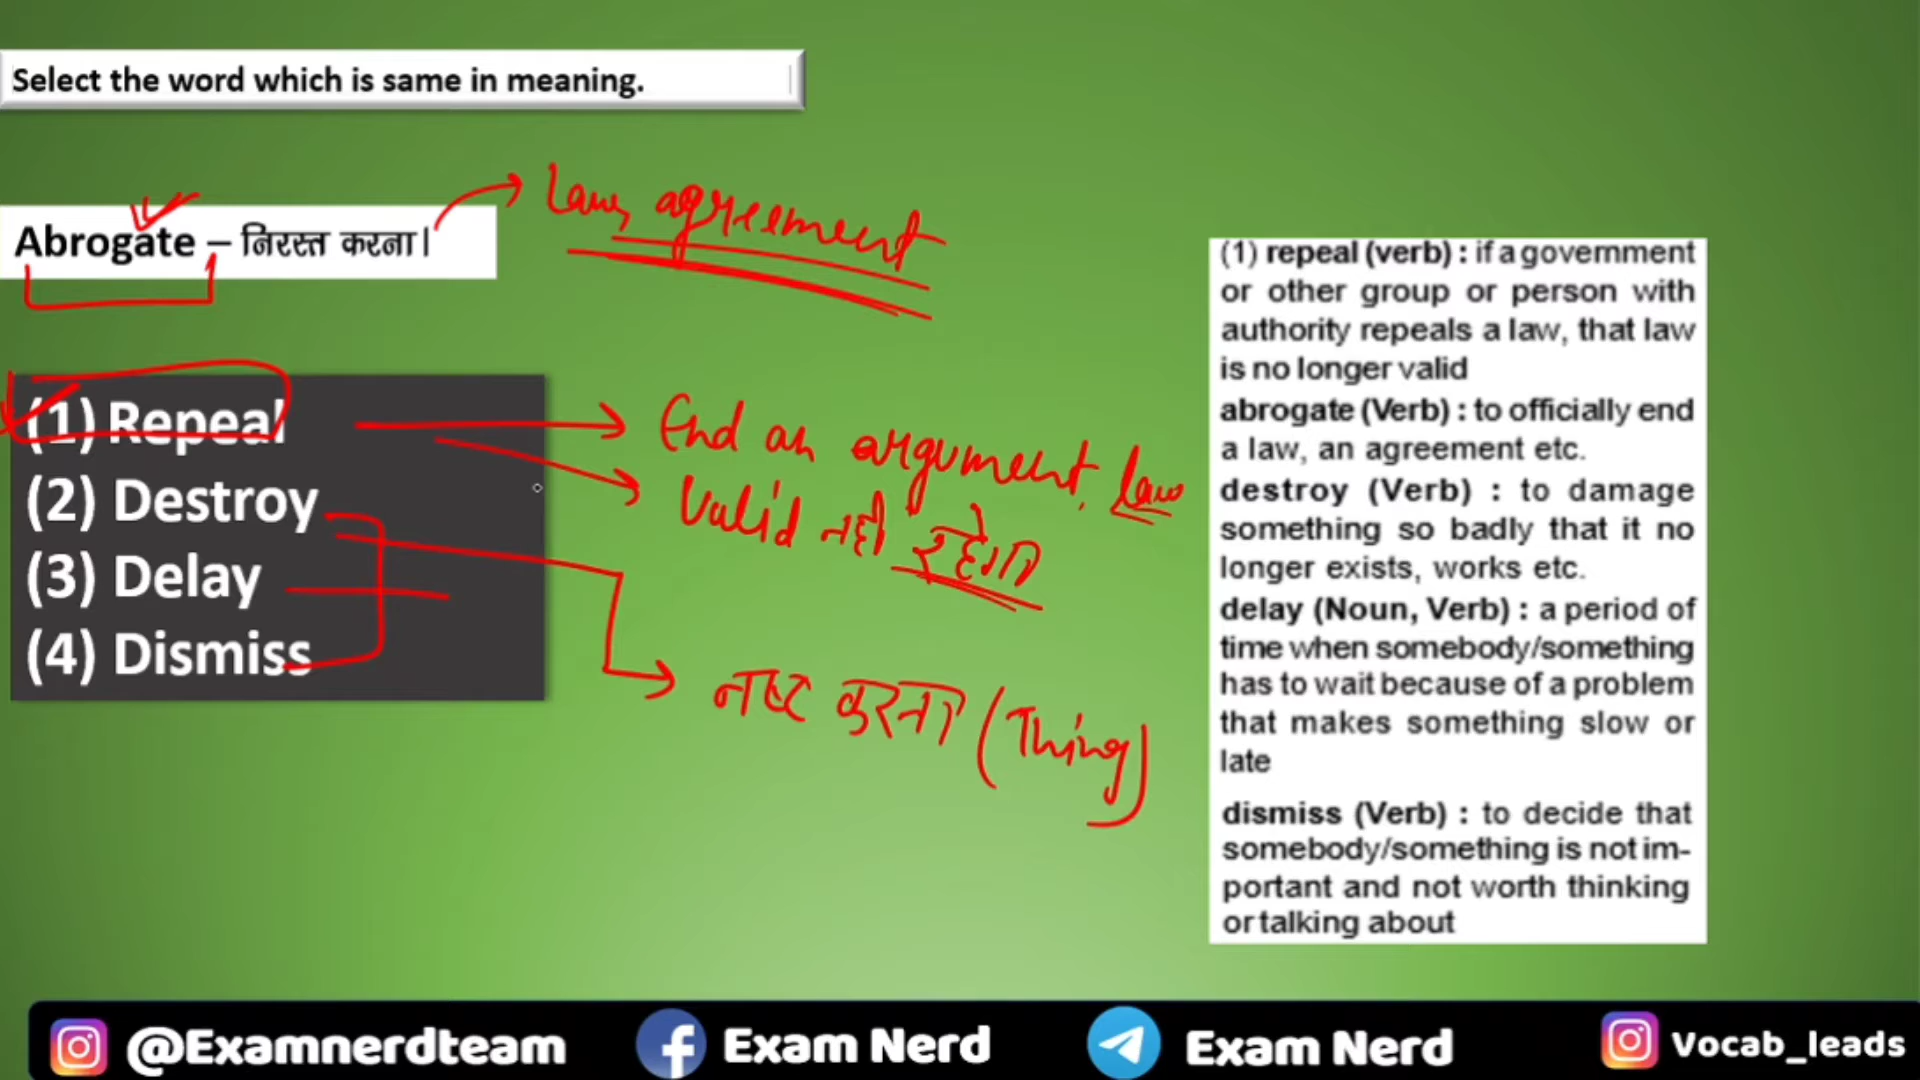 Select the word which is same in meaning.
Abrogate – निरस्त करना।
law, agreement
(1) Repeal
(2) Destroy
(3) Delay
(4) Dismiss
End an argument, law
Valid नहीं रहेगा
नष्ट करना (Thing)
(1) repeal (verb) : if a government
or other group or person with
authority repeals a law, that law
is no longer valid
abrogate (Verb) : to officially end
a law, an agreement etc.
destroy (Verb) : to damage
something so badly that it no
longer exists, works etc.
delay (Noun, Verb) : a period of
time when somebody/something
has to wait because of a problem
that makes something slow or
late
dismiss (Verb) : to decide that
somebody/something is not im-
portant and not worth thinking
or talking about
@Examnerdteam
Exam Nerd
Exam Nerd
Vocab_leads